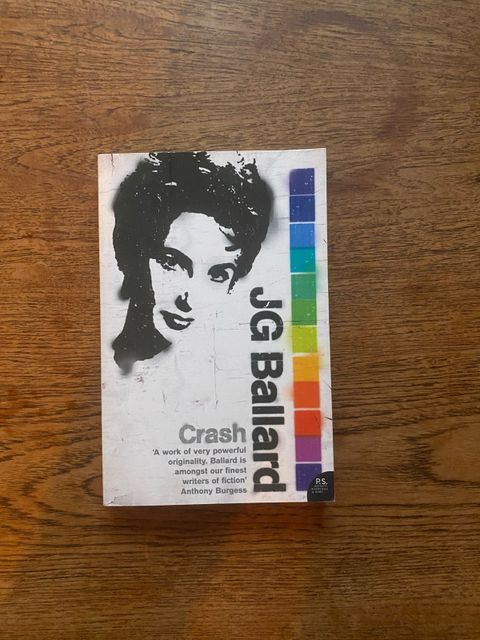 JG Ballard
Crash
'A work of very powerful
originality. Ballard is
amongst our finest
writers of fiction'
Anthony Burgess
P.S.